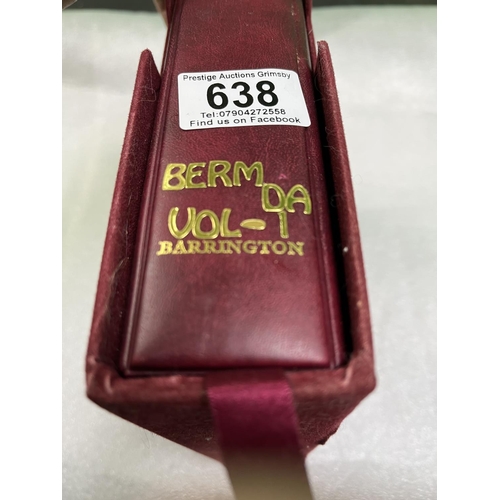 Prestige Auctions Grimsby
638
Tel:07904272558
Find us on Facebook
BERM DA
VOL-1
BARRINGTON